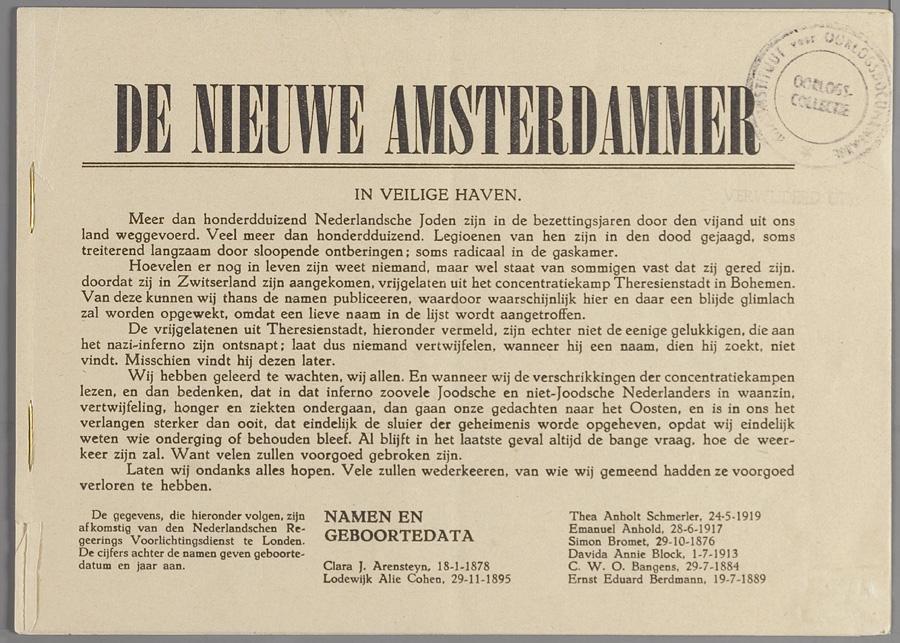 DE NIEUWE AMSTERDAMMER
OORLOGS-
COLLECTIE
IN VEILIGE HAVEN.
Meer dan honderdduizend Nederlandsche Joden zijn in de bezettingsjaren door den vijand uit ons
land weggevoerd. Veel meer dan honderdduizend. Legioenen van hen zijn in den dood gejaagd, soms
treiterend langzaam door sloopende ontberingen; soms radicaal in de gaskamer.
Hoevelen er nog in leven zijn weet niemand, maar wel staat van sommigen vast dat zij gered zijn.
doordat zij in Zwitserland zijn aangekomen, vrijgelaten uit het concentratiekamp Theresienstadt in Bohemen.
Van deze kunnen wij thans de namen publiceeren, waardoor waarschijnlijk hier en daar een blijde glimlach
zal worden opgewekt, omdat een lieve naam in de lijst wordt aangetroffen.
De vrijgelatenen uit Theresienstadt, hieronder vermeld, zijn echter niet de eenige gelukkigen, die aan
het nazi-inferno zijn ontsnapt; laat dus niemand vertwijfelen, wanneer hij een naam, dien hij zoekt, niet
vindt. Misschien vindt hij dezen later.
Wij hebben geleerd te wachten, wij allen. En wanneer wij de verschrikkingen der concentratiekampen
lezen, en dan bedenken, dat in dat inferno zoovele Joodsche en niet-Joodsche Nederlanders in waanzin,
vertwijfeling, honger en ziekten ondergaan, dan gaan onze gedachten naar het Oosten, en is in ons het
verlangen sterker dan ooit, dat eindelijk de sluier der geheimenis worde opgeheven, opdat wij eindelijk
weten wie onderging of behouden bleef. Al blijft in het laatste geval altijd de bange vraag. hoe de weer-
keer zijn zal. Want velen zullen voorgoed gebroken zijn.
Laten wij ondanks alles hopen. Vele zullen wederkeeren, van wie wij gemeend hadden ze voorgoed
verloren te hebben.
De gegevens, die hieronder volgen, zijn
afkomstig van den Nederlandschen Re-
geerings Voorlichtingsdienst te Londen.
De cijfers achter de namen geven geboorte-
datum en jaar aan.
NAMEN EN
GEBOORTEDATA
Clara J. Arensteyn, 18-1-1878
Lodewijk Alie Cohen, 29-11-1895
Thea Anholt Schmerler, 24-5-1919
Emanuel Anhold, 28-6-1917
Simon Bromet, 29-10-1876
Davida Annie Block, 1-7-1913
C. W. O. Bangens, 29-7-1884
Ernst Eduard Berdmann, 19-7-1889